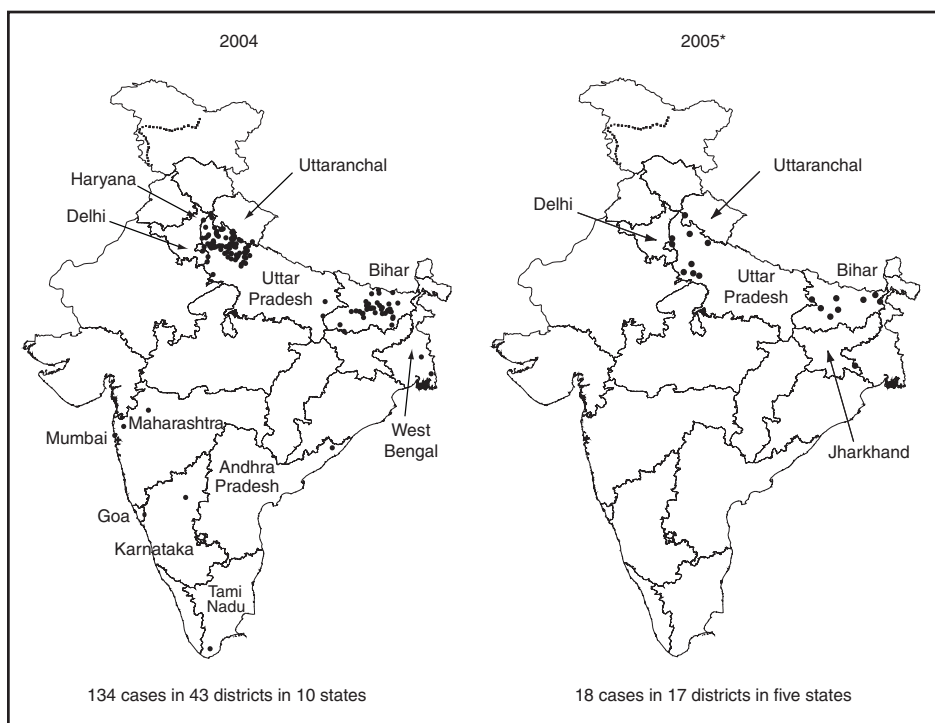 2004
Haryana
Uttaranchal
Delhi
Uttar
Pradesh
Bihar
Maharashtra
Mumbai
West
Bengal
Andhra
Pradesh
Goa
Karnataka
Tami
Nadu
134 cases in 43 districts in 10 states
2005*
Uttaranchal
Delhi
Uttar
Pradesh
Bihar
Jharkhand
18 cases in 17 districts in five states